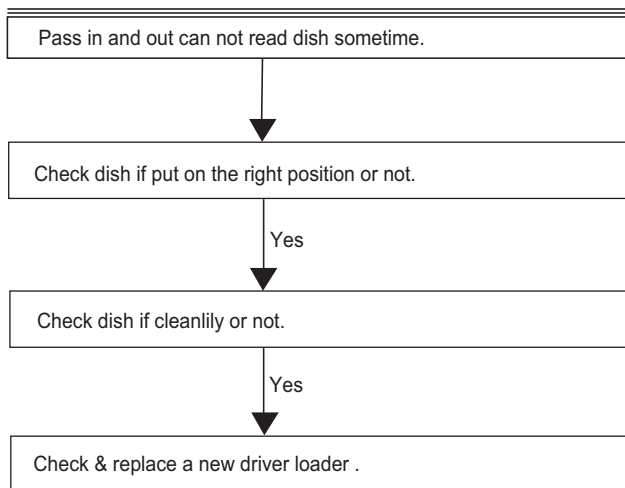 Pass in and out can not read dish sometime.
Check dish if put on the right position or not.
Yes
Check dish if cleanlily or not.
Yes
Check & replace a new driver loader .